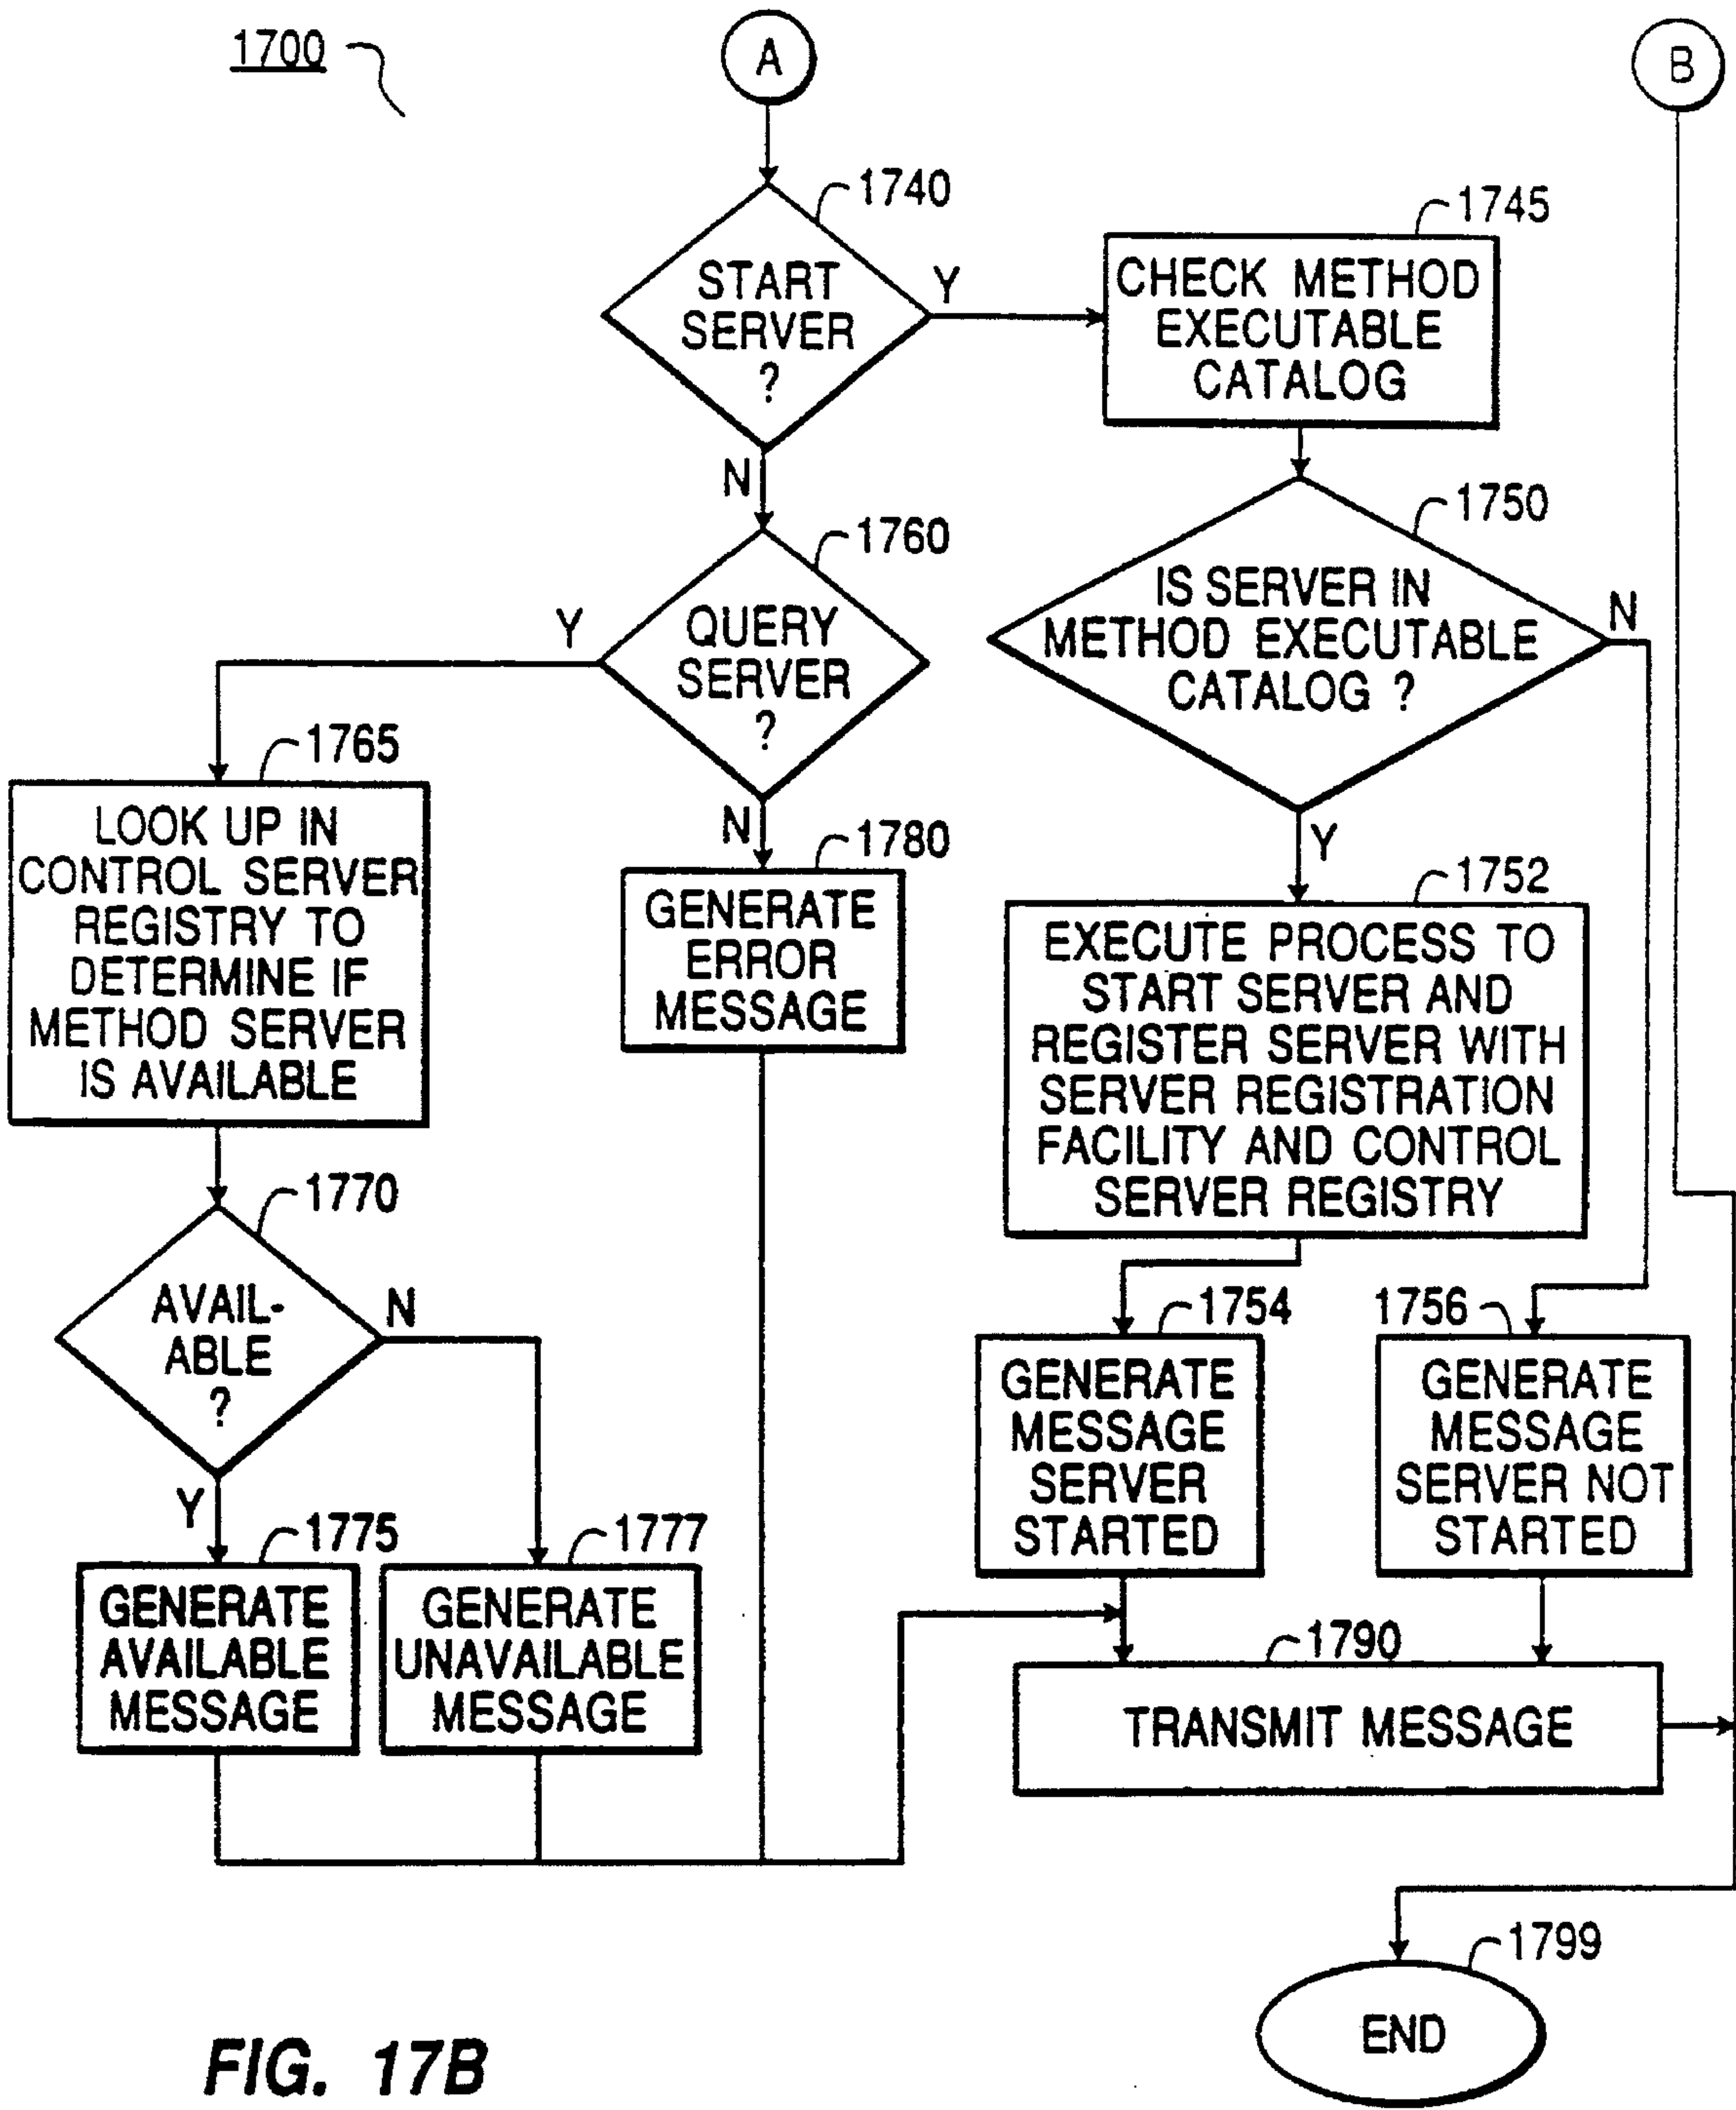 1700
A
B
1740
START
SERVER
?
Y
N
1745
CHECK METHOD
EXECUTABLE
CATALOG
1750
IS SERVER IN
METHOD EXECUTABLE
CATALOG ?
N
Y
1760
QUERY
SERVER
?
Y
N
1765
LOOK UP IN
CONTROL SERVER
REGISTRY TO
DETERMINE IF
METHOD SERVER
IS AVAILABLE
1780
GENERATE
ERROR
MESSAGE
1752
EXECUTE PROCESS TO
START SERVER AND
REGISTER SERVER WITH
SERVER REGISTRATION
FACILITY AND CONTROL
SERVER REGISTRY
1770
AVAIL-
ABLE
?
N
Y
1754
GENERATE
MESSAGE
SERVER
STARTED
1756
GENERATE
MESSAGE
SERVER NOT
STARTED
1775
GENERATE
AVAILABLE
MESSAGE
1777
GENERATE
UNAVAILABLE
MESSAGE
1790
TRANSMIT MESSAGE
1799
END
FIG. 17B